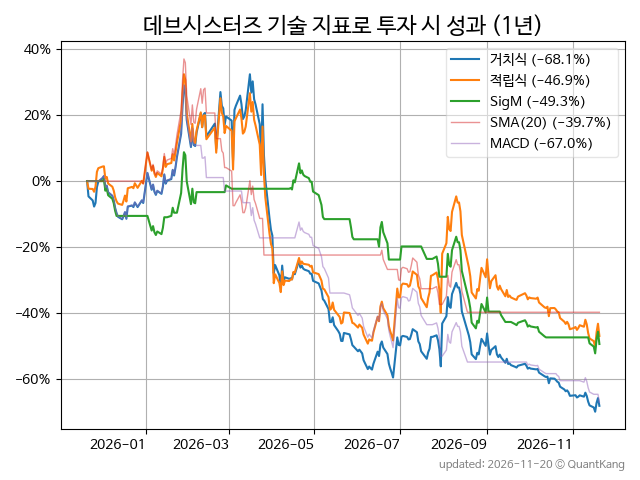 데브시스터즈 기술 지표로 투자 시 성과 (1년)
40%
20%
0%
−20%
−40%
−60%
거치식 (−68.1%)
적립식 (−46.9%)
SigM (−49.3%)
SMA(20) (−39.7%)
MACD (−67.0%)
2026-01
2026-03
2026-05
2026-07
2026-09
2026-11
updated: 2026-11-20 © QuantKang